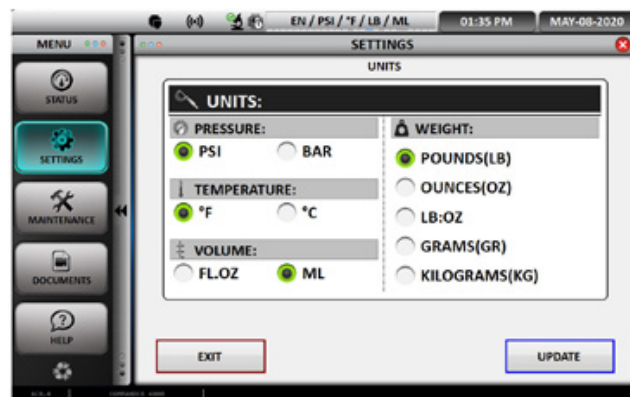 EN / PSI / °F / LB / ML
01:35 PM
MAY-08-2020
MENU
SETTINGS
UNITS
STATUS
SETTINGS
MAINTENANCE
DOCUMENTS
HELP
UNITS:
PRESSURE:
PSI
BAR
TEMPERATURE:
°F
°C
VOLUME:
FL.OZ
ML
WEIGHT:
POUNDS(LB)
OUNCES(OZ)
LB:OZ
GRAMS(GR)
KILOGRAMS(KG)
EXIT
UPDATE